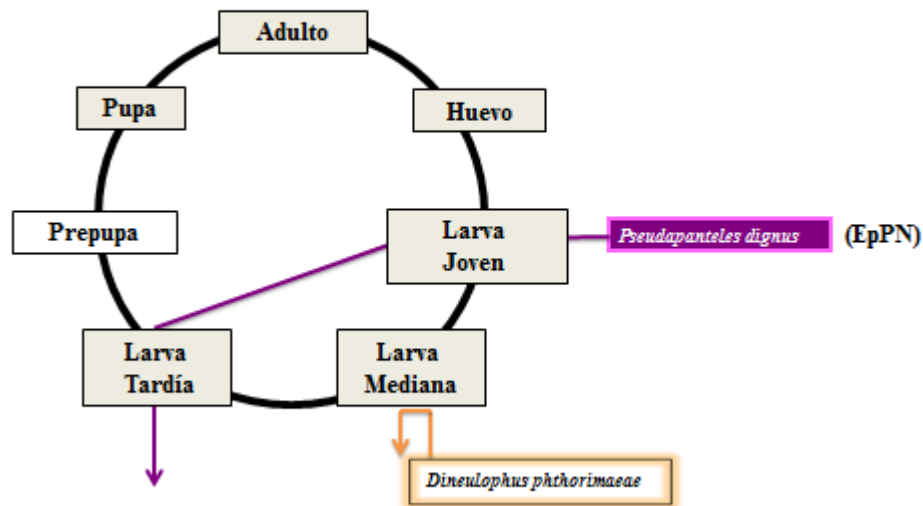 Adulto
Pupa
Huevo
Prepupa
Larva
Joven
Pseudapanteles dignus
(EpPN)
Larva
Tardía
Larva
Mediana
Dineulophus phthorimaeae